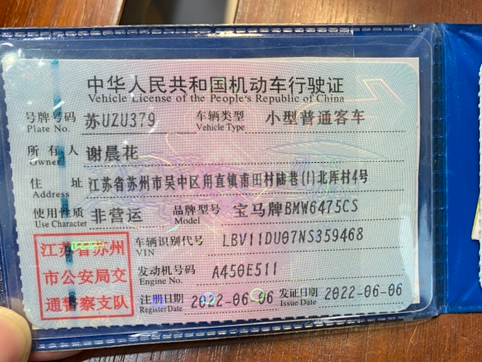 中华人民共和国机动车行驶证
Vehicle License of the People's Republic of China
号牌号码 苏UZU379 车辆类型 小型普通客车
Plate No. Vehicle Type
所有人 谢晨花
Owner
住址 江苏省苏州市吴中区甪直镇甫田村陆巷(1)北厍村4号
Address
使用性质 非营运 品牌型号 宝马牌BMW6475CS
Use Character Model
江苏省苏州
市公安局交
通警察支队
车辆识别代号 LBV11DU07NS359468
VIN
发动机号码 A450E511
Engine No.
注册日期 2022-06-06 发证日期 2022-06-06
Register Date Issue Date